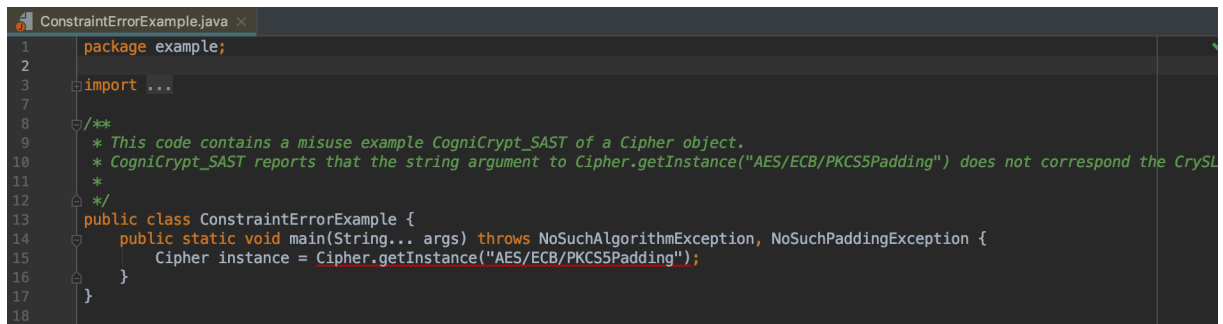 ConstraintErrorExample.java
1 package example;
2
3 import ...
7
8 /**
9 * This code contains a misuse example CogniCrypt_SAST of a Cipher object.
10 * CogniCrypt_SAST reports that the string argument to Cipher.getInstance("AES/ECB/PKCS5Padding") does not correspond the CrySL
11 *
12 */
13 public class ConstraintErrorExample {
14 public static void main(String... args) throws NoSuchAlgorithmException, NoSuchPaddingException {
15 Cipher instance = Cipher.getInstance("AES/ECB/PKCS5Padding");
16 }
17 }
18